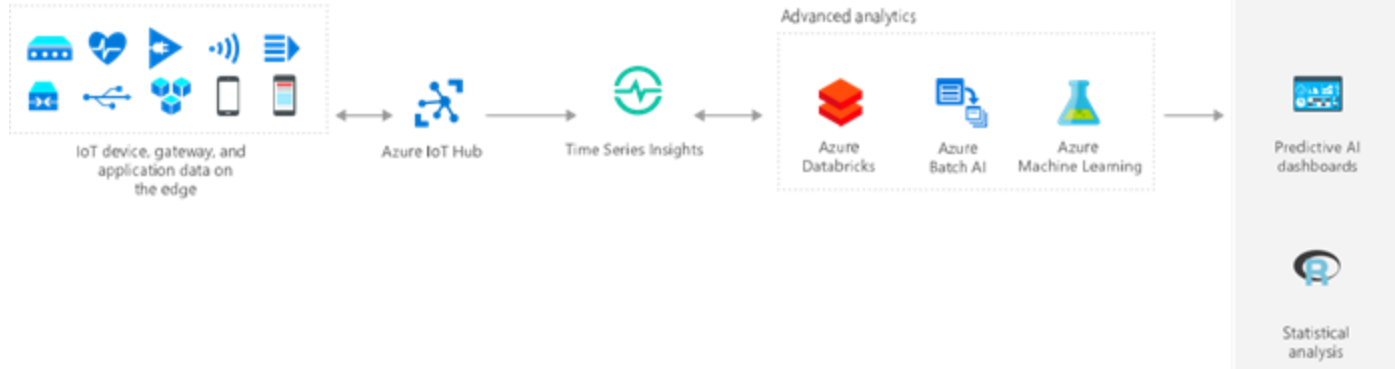 Advanced analytics
IoT device, gateway, and
application data on
the edge
Azure IoT Hub
Time Series Insights
Azure
Databricks
Azure
Batch AI
Azure
Machine Learning
Predictive AI
dashboards
R
Statistical
analysis